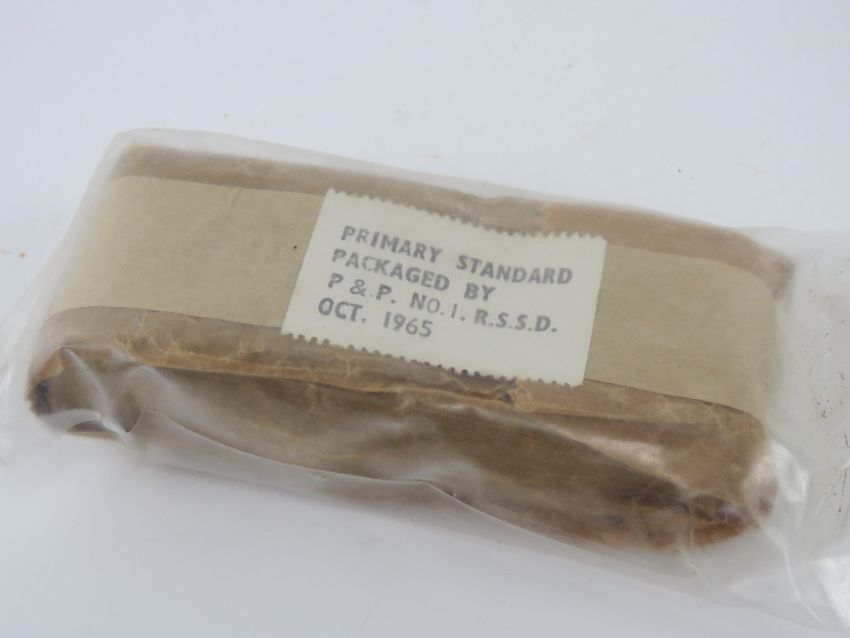 PRIMARY STANDARD
PACKAGED BY
P & P. NO.1. R.S.S.D.
OCT. 1965